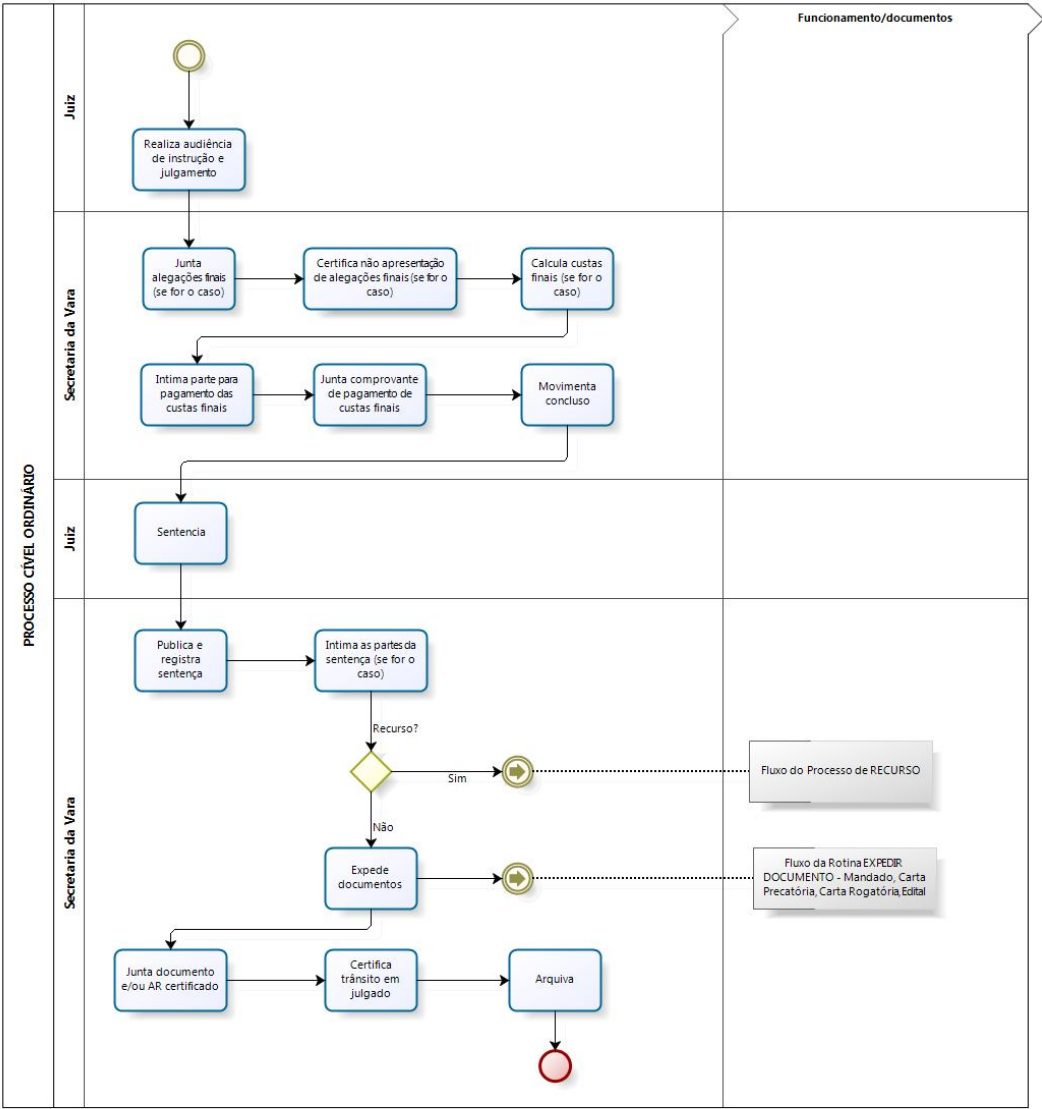 Funcionamento/documentos
PROCESSO CÍVEL ORDINÁRIO
Juiz
Realiza audiência
de instrução e
julgamento
Secretaria da Vara
Junta
alegações finais
(se for o caso)
Certifica não apresentação
de alegações finais (se for o
caso)
Calcula custas
finais (se for o
caso)
Intima parte para
pagamento das
custas finais
Junta comprovante
de pagamento de
custas finais
Movimenta
concluso
Juiz
Sentencia
Secretaria da Vara
Publica e
registra
sentença
Intima as partes da
sentença (se for o
caso)
Recurso?
Sim
Fluxo do Processo de RECURSO
Não
Expede
documentos
Fluxo da Rotina EXPEDIR
DOCUMENTO - Mandado, Carta
Precatória, Carta Rogatória, Edital
Junta documento
e/ou AR certificado
Certifica
trânsito em
julgado
Arquiva